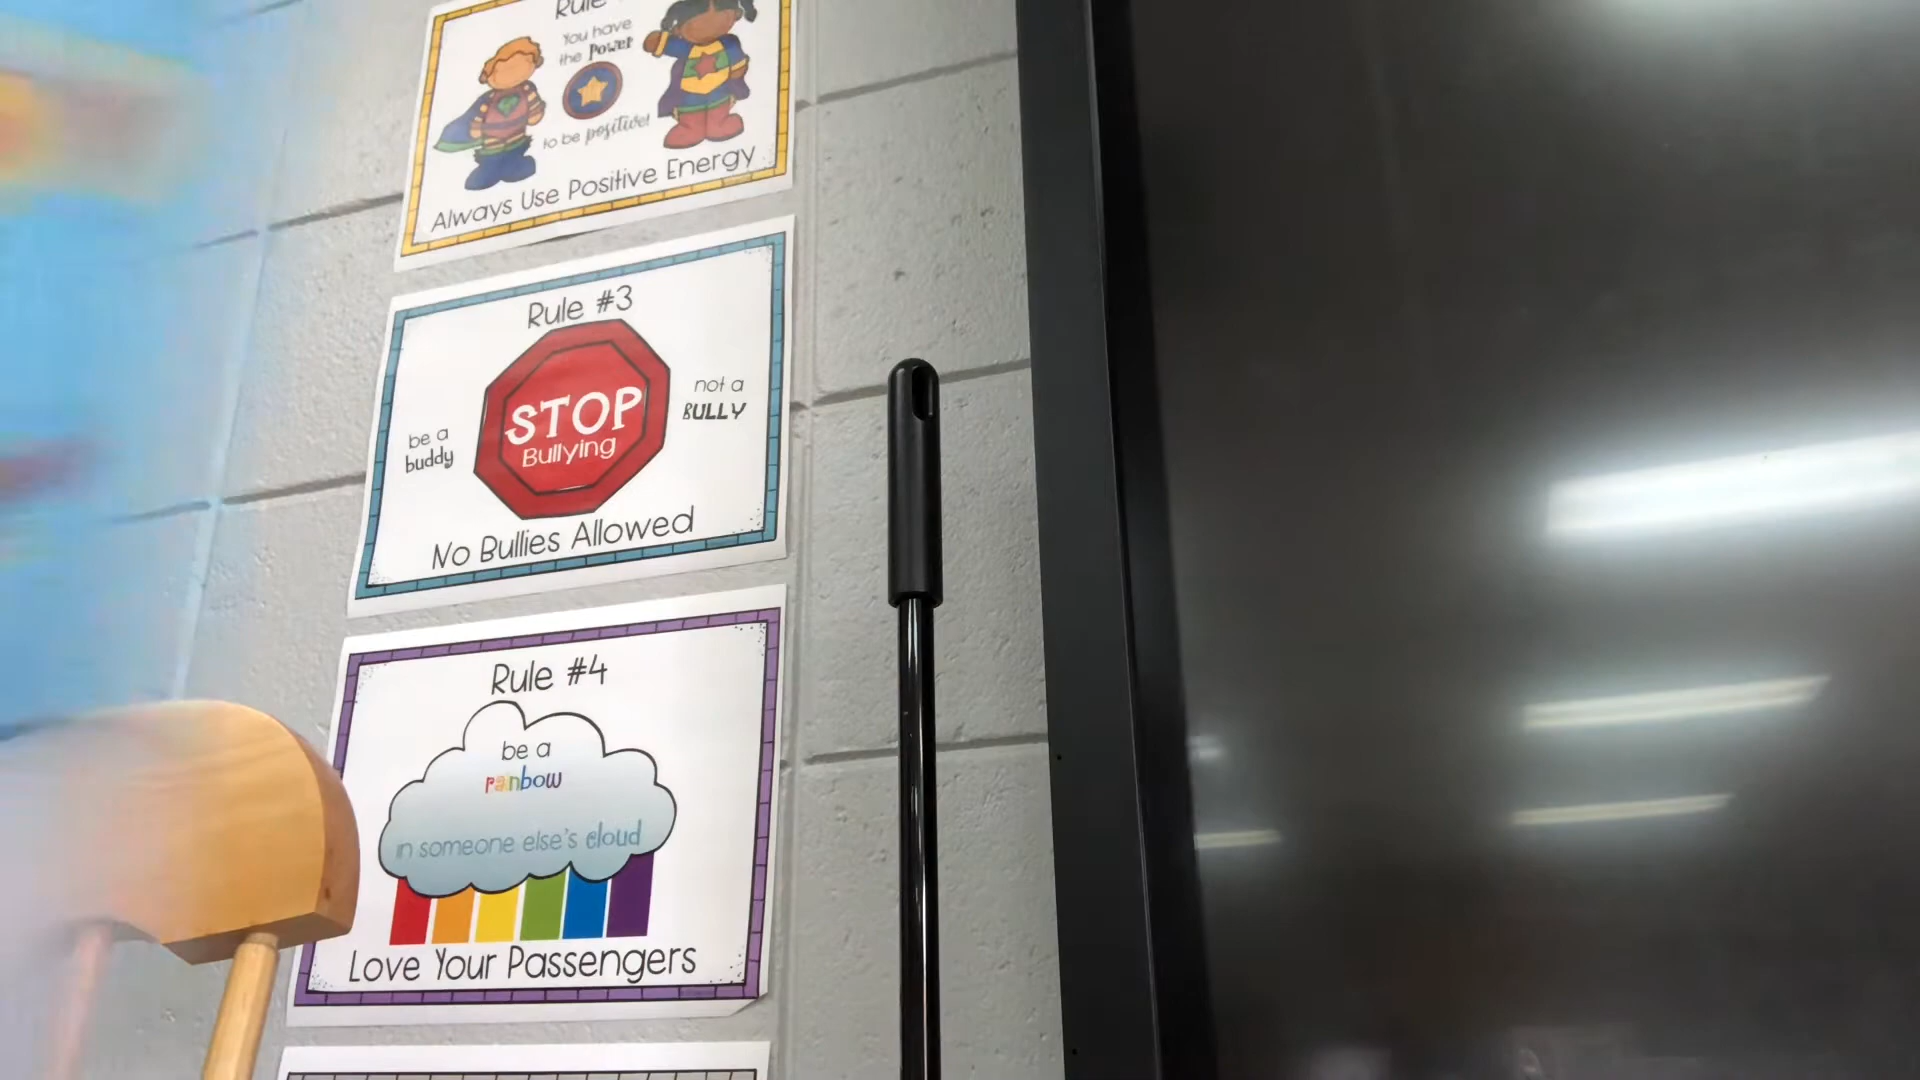 Rule
You have
the Power
to be positive!
Always Use Positive Energy
Rule #3
be a
buddy
STOP
Bullying
not a
BULLY
No Bullies Allowed
Rule #4
be a
rainbow
in someone else's cloud
Love Your Passengers